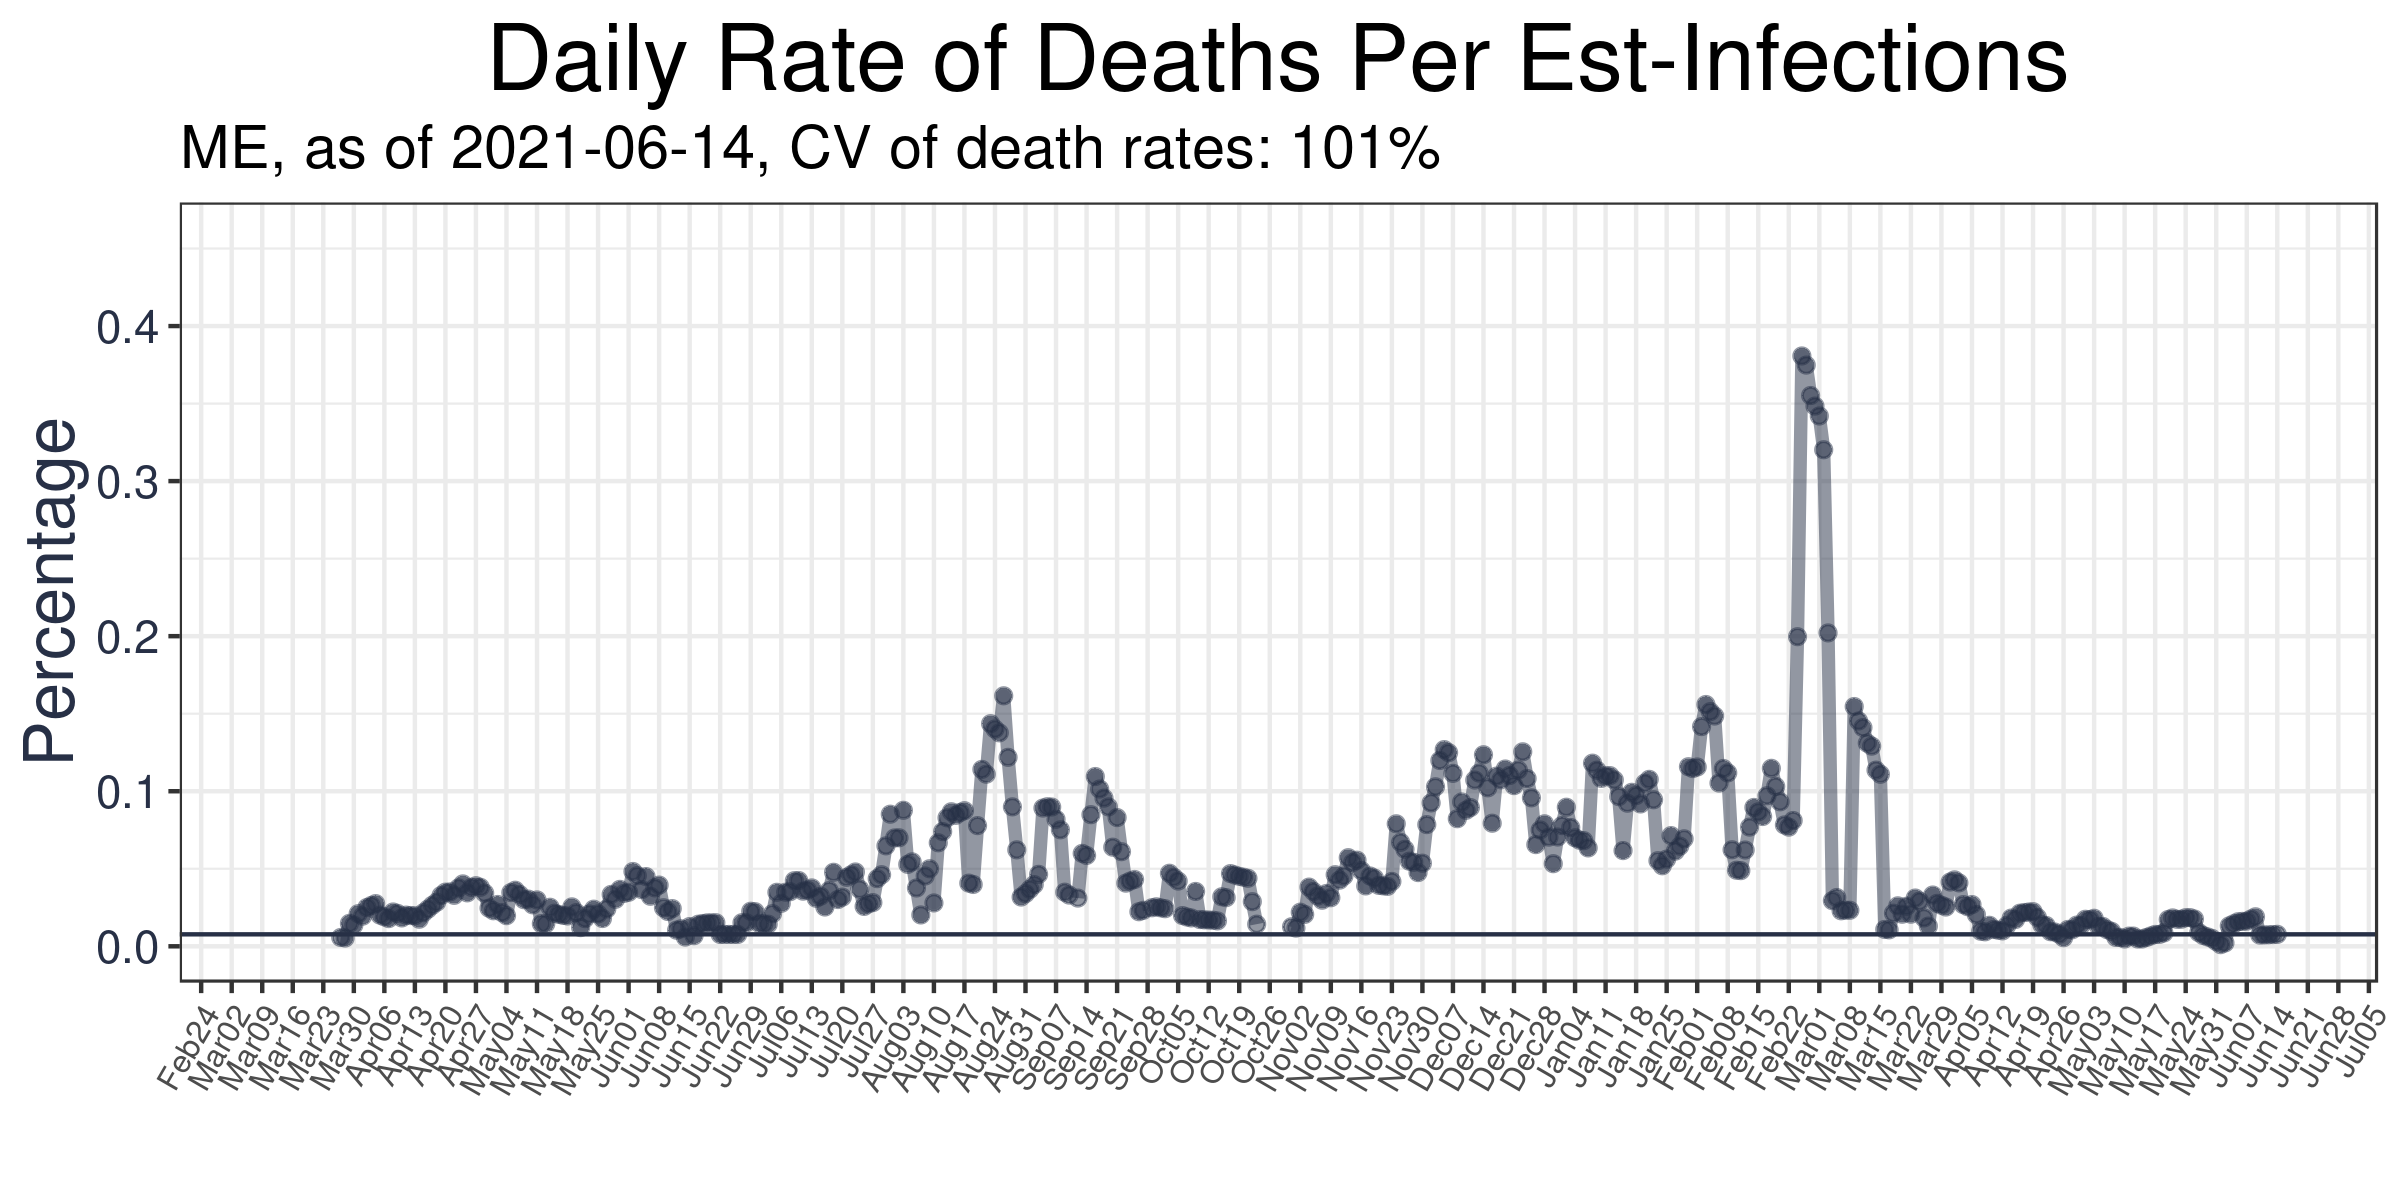 Daily Rate of Deaths Per Est-Infections
ME, as of 2021-06-14, CV of death rates: 101%
Percentage
0.4
0.3
0.2
0.1
0.0
Feb24
Mar02
Mar09
Mar16
Mar23
Mar30
Apr06
Apr13
Apr20
Apr27
May04
May11
May18
May25
Jun01
Jun08
Jun15
Jun22
Jun29
Jul06
Jul13
Jul20
Jul27
Aug03
Aug10
Aug17
Aug24
Aug31
Sep07
Sep14
Sep21
Sep28
Oct05
Oct12
Oct19
Oct26
Nov02
Nov09
Nov16
Nov23
Nov30
Dec07
Dec14
Dec21
Dec28
Jan04
Jan11
Jan18
Jan25
Feb01
Feb08
Feb15
Feb22
Mar01
Mar08
Mar15
Mar22
Mar29
Apr05
Apr12
Apr19
Apr26
May03
May10
May17
May24
May31
Jun07
Jun14
Jun21
Jun28
Jul05